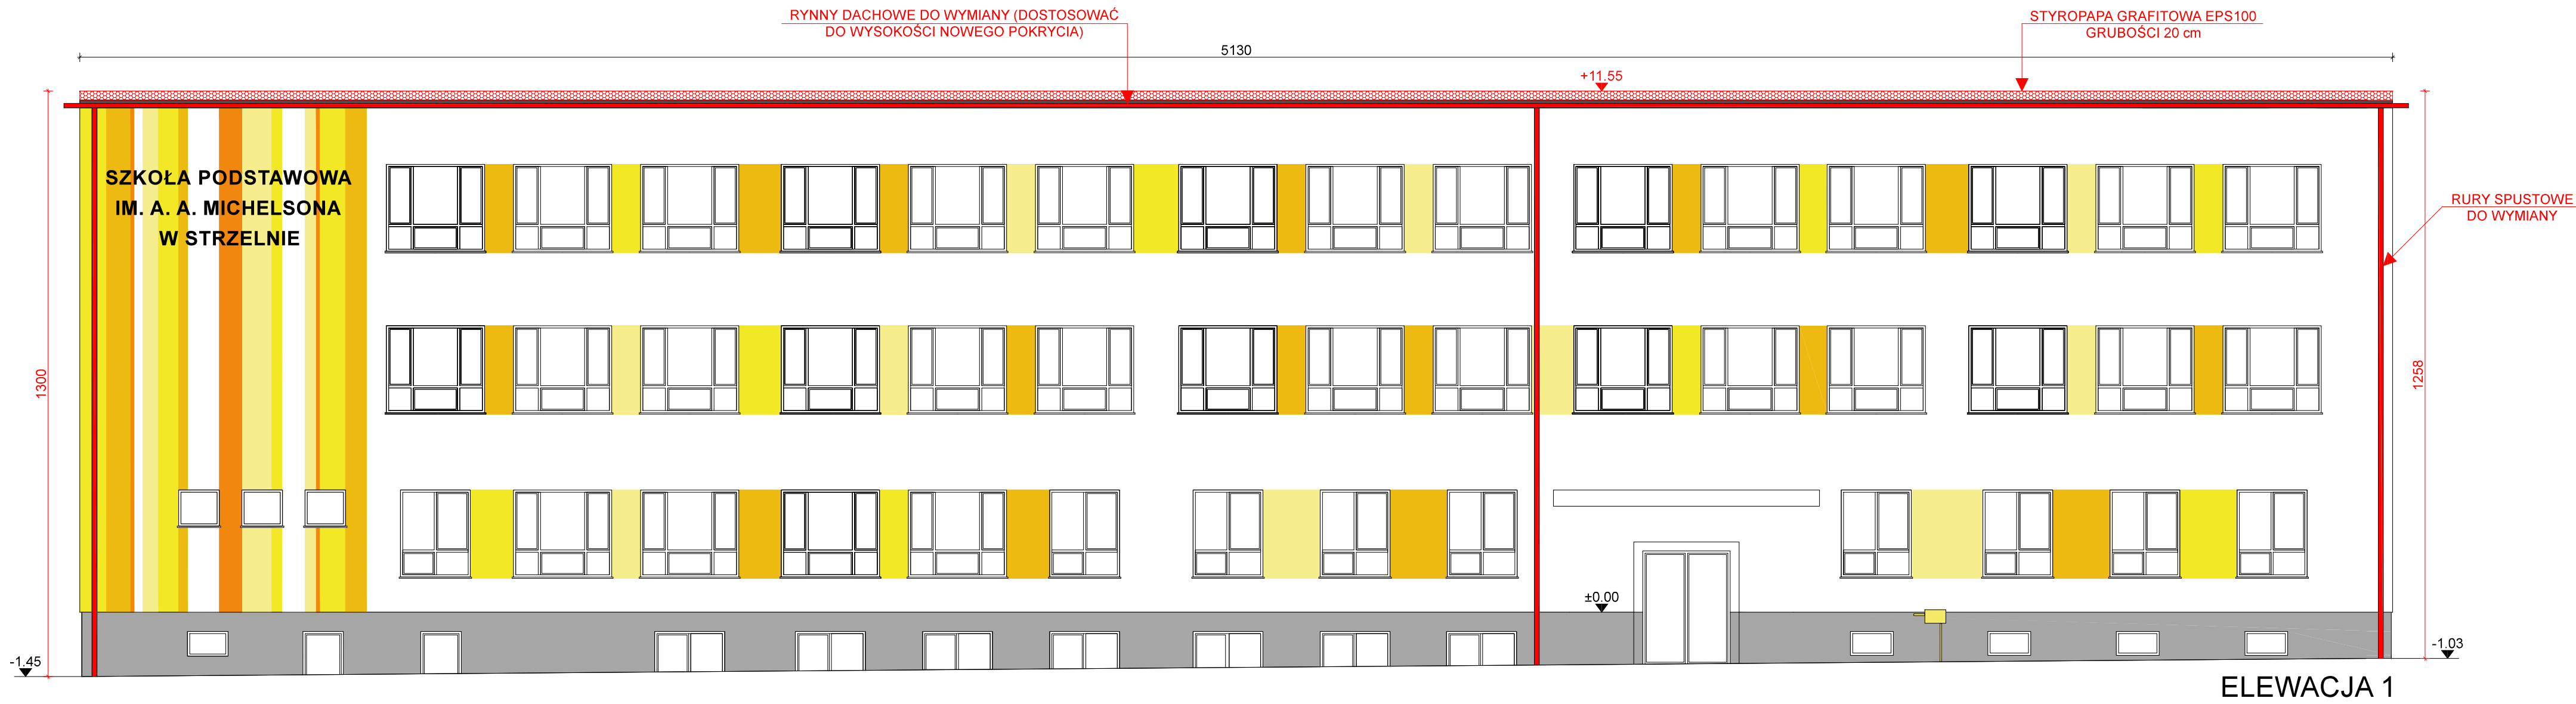 RYNNY DACHOWE DO WYMIANY (DOSTOSOWAĆ
DO WYSOKOŚCI NOWEGO POKRYCIA)
STYROPAPA GRAFITOWA EPS100
GRUBOŚCI 20 cm
5130
+11.55
SZKOŁA PODSTAWOWA
IM. A. A. MICHELSONA
W STRZELNIE
RURY SPUSTOWE
DO WYMIANY
1300
1258
±0.00
-1.45
-1.03
ELEWACJA 1